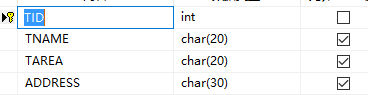 TID int
TNAME char(20)
TAREA char(20)
ADDRESS char(30)